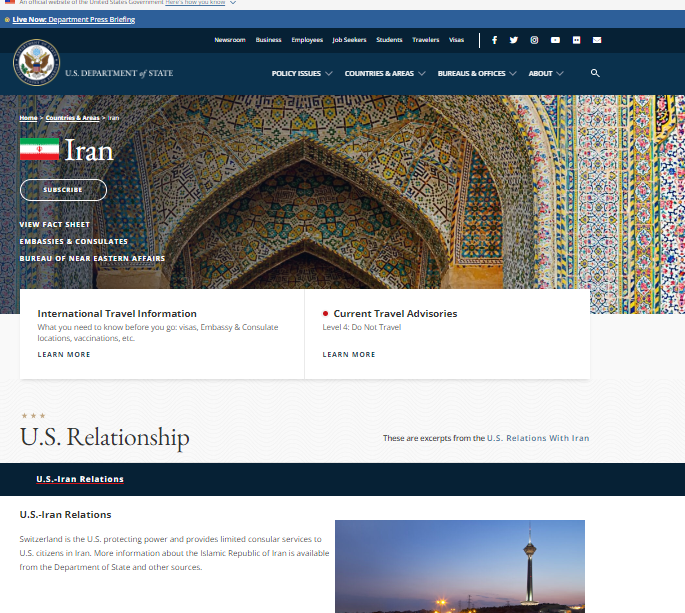 An official website of the United States Government Here's how you know
Live Now: Department Press Briefing
Newsroom Business Employees Job Seekers Students Travelers Visas
U.S. DEPARTMENT of STATE
POLICY ISSUES COUNTRIES & AREAS BUREAUS & OFFICES ABOUT
Home > Countries & Areas > Iran
Iran
SUBSCRIBE
VIEW FACT SHEET
EMBASSIES & CONSULATES
BUREAU OF NEAR EASTERN AFFAIRS
International Travel Information
What you need to know before you go: visas, Embassy & Consulate
locations, vaccinations, etc.
LEARN MORE
Current Travel Advisories
Level 4: Do Not Travel
LEARN MORE
U.S. Relationship
These are excerpts from the U.S. Relations With Iran
U.S.-Iran Relations
U.S.-Iran Relations
Switzerland is the U.S. protecting power and provides limited consular services to
U.S. citizens in Iran. More information about the Islamic Republic of Iran is available
from the Department of State and other sources.